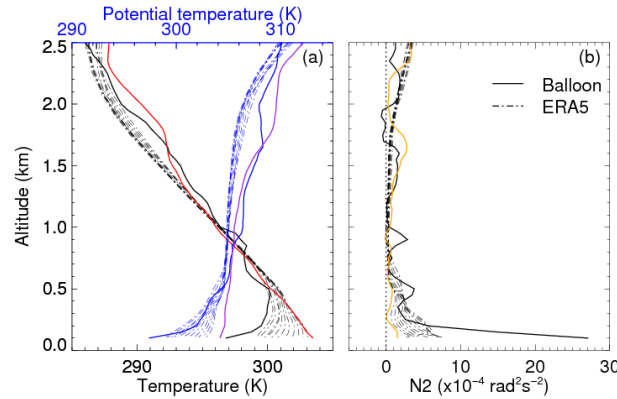 Potential temperature (K)
290 300 310
(a) (b)
2.5
2.0
1.5
1.0
0.5
0.0
Altitude (km)
Balloon
ERA5
290 300
0 10 20 30
Temperature (K)
N2 (x10⁻⁴ rad²s⁻²)